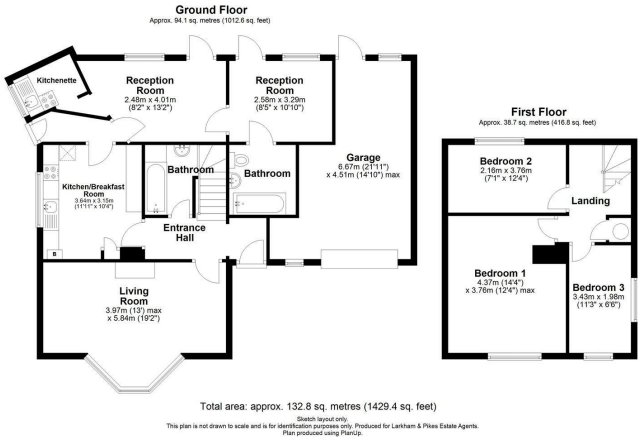 Ground Floor
Approx. 94.1 sq. metres (1012.6 sq. feet)
Kitchenette
Reception
Room
2.48m x 4.01m
(8'2" x 13'2")
Reception
Room
2.58m x 3.29m
(8'5" x 10'10")
Garage
6.67m (21'11")
x 4.51m (14'10") max
Kitchen/Breakfast
Room
3.64m x 3.15m
(11'11" x 10'4")
B
Bathroom
Bathroom
Entrance
Hall
Living
Room
3.97m (13') max
x 5.84m (19'2")
First Floor
Approx. 38.7 sq. metres (416.8 sq. feet)
Bedroom 2
2.16m x 3.76m
(7'1" x 12'4")
Landing
Bedroom 1
4.37m (14'4")
x 3.76m (12'4") max
Bedroom 3
3.43m x 1.98m
(11'3" x 6'6")
Total area: approx. 132.8 sq. metres (1429.4 sq. feet)
Sketch layout only.
This plan is not drawn to scale and is for identification purposes only. Produced for Larkham & Pikes Estate Agents.
Plan produced using PlanUp.